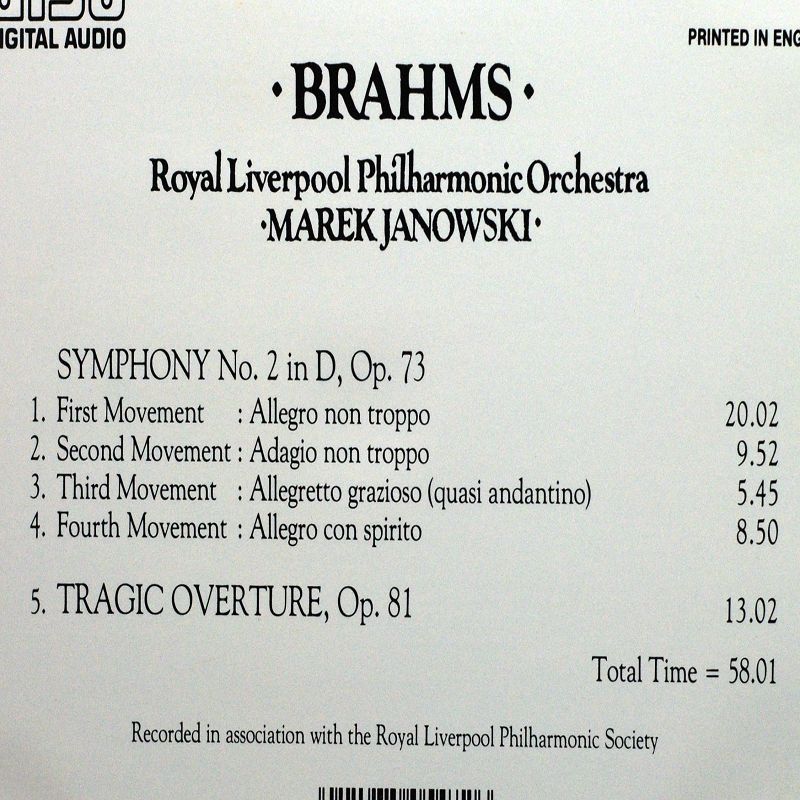 DIGITAL AUDIO
PRINTED IN ENG
· BRAHMS ·
Royal Liverpool Philharmonic Orchestra
·MAREK JANOWSKI·
SYMPHONY No. 2 in D, Op. 73
1. First Movement : Allegro non troppo 20.02
2. Second Movement : Adagio non troppo 9.52
3. Third Movement : Allegretto grazioso (quasi andantino) 5.45
4. Fourth Movement : Allegro con spirito 8.50
5. TRAGIC OVERTURE, Op. 81 13.02
Total Time = 58.01
Recorded in association with the Royal Liverpool Philharmonic Society